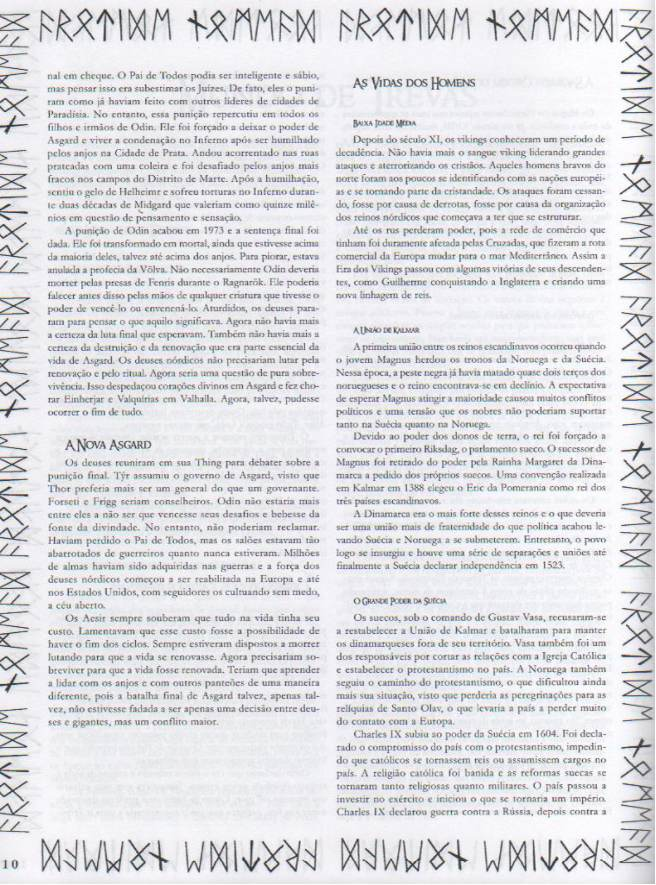 nal em cheque. O Pai de Todos podia ser inteligente e sábio,
mas pensar isso era subestimar os Juízes. De fato, eles o puni-
ram como já haviam feito com outros líderes de cidades de
Paradísia. No entanto, essa punição repercutiu em todos os
filhos e irmãos de Odin. Ele foi forçado a deixar o poder de
Asgard e viver a condenação no Inferno após ser humilhado
pelos anjos na Cidade de Prata. Andou acorrentado nas ruas
prateadas com uma coleira e foi desafiado pelos anjos mais
fracos nos campos do Distrito de Marte. Após a humilhação,
sentiu o gelo de Helheimr e sofreu torturas no Inferno duran-
te duas décadas de Midgard que valeriam como quinze milê-
nios em questão de pensamento e sensação.
A punição de Odin acabou em 1973 e a sentença final foi
dada. Ele foi transformado em mortal, ainda que estivesse acima
da maioria deles, talvez até acima dos anjos. Para piorar, estava
anulada a profecia da Völva. Não necessariamente Odin deveria
morrer pelas presas de Fenris durante o Ragnarök. Ele poderia
falecer antes disso pelas mãos de qualquer criatura que tivesse o
poder de vencê-lo ou envenená-lo. Aturdidos, os deuses para-
ram para pensar o que aquilo significava. Agora não havia mais
a certeza da luta final que esperavam. Também não havia mais a
certeza da destruição e da renovação que era parte essencial da
vida de Asgard. Os deuses nórdicos não precisariam lutar pela
renovação e pelo ritual. Agora seria uma questão de pura sobre-
vivência. Isso despedaçou corações divinos em Asgard e fez cho-
rar Einherjar e Valquírias em Valhalla. Agora, talvez, pudesse
ocorrer o fim de tudo.
A Nova Asgard
Os deuses reuniram em sua Thing para debater sobre a
punição final. Týr assumiu o governo de Asgard, visto que
Thor preferia mais ser um general do que um governante.
Forseti e Frigg seriam conselheiros. Odin não estaria mais
entre eles a não ser que vencesse seus desafios e bebesse da
fonte da divindade. No entanto, não poderiam reclamar.
Haviam perdido o Pai de Todos, mas os salões estavam tão
abarrotados de guerreiros quanto nunca estiveram. Milhões
de almas haviam sido adquiridas nas guerras e a força dos
deuses nórdicos começou a ser reabilitada na Europa e até
nos Estados Unidos, com seguidores os cultuando sem medo,
a céu aberto.
Os Aesir sempre souberam que tudo na vida tinha seu
custo. Lamentavam que esse custo fosse a possibilidade de
haver o fim dos ciclos. Sempre estiveram dispostos a morrer
lutando para que a vida se renovasse. Agora precisariam so-
breviver para que a vida fosse renovada. Teriam que aprender
a lidar com os anjos e com outros panteões de uma maneira
diferente, pois a batalha final de Asgard talvez, apenas tal-
vez, não estivesse fadada a ser apenas uma decisão entre deu-
ses e gigantes, mas um conflito maior.
As Vidas dos Homens
Baixa Idade Média
Depois do século XI, os vikings conheceram um período de
decadência. Não havia mais o sangue viking liderando grandes
ataques e aterrorizando os cristãos. Aqueles homens bravos do
norte foram aos poucos se identificando com as nações européi-
as e se tornando parte da cristandade. Os ataques foram cessan-
do, fosse por causa de derrotas, fosse por causa da organização
dos reinos nórdicos que começava a ter que se estruturar.
Até os rus perderam poder, pois a rede de comércio que
tinham foi duramente afetada pelas Cruzadas, que fizeram a rota
comercial da Europa mudar para o mar Mediterrâneo. Assim a
Era dos Vikings passou com algumas vitórias de seus descenden-
tes, como Guilherme conquistando a Inglaterra e criando uma
nova linhagem de reis.
A União de Kalmar
A primeira união entre os reinos escandinavos ocorreu quando
o jovem Magnus herdou os tronos da Noruega e da Suécia.
Nessa época, a peste negra já havia matado quase dois terços dos
noruegueses e o reino encontrava-se em declínio. A expectativa
de esperar Magnus atingir a maioridade causou muitos conflitos
políticos e uma tensão que os nobres não poderiam suportar
tanto na Suécia quanto na Noruega.
Devido ao poder dos donos de terra, o rei foi forçado a
convocar o primeiro Riksdag, o parlamento sueco. O sucessor de
Magnus foi retirado do poder pela Rainha Margaret da Dina-
marca a pedido dos próprios suecos. Uma convenção realizada
em Kalmar em 1388 elegeu o Eric da Pomerania como rei dos
três países escandinavos.
A Dinamarca era o mais forte desses reinos e o que deveria
ser uma união mais de fraternidade do que política acabou le-
vando Suécia e Noruega a se submeterem. Entretanto, o povo
logo se insurgiu e houve uma série de separações e uniões até
finalmente a Suécia declarar independência em 1523.
O Grande Poder da Suécia
Os suecos, sob o comando de Gustav Vasa, recusaram-se
a restabelecer a União de Kalmar e batalharam para manter
os dinamarqueses fora de seu território. Vasa também foi um
dos responsáveis por cortar as relações com a Igreja Católica
e estabelecer o protestantismo no país. A Noruega também
seguiu o caminho do protestantismo, o que dificultou ainda
mais sua situação, visto que perderia as peregrinações para as
relíquias de Santo Olav, o que levaria a país a perder muito
do contato com a Europa.
Charles IX subiu ao poder da Suécia em 1604. Foi decla-
rado o compromisso do país com o protestantismo, impedin-
do que católicos se tornassem reis ou assumissem cargos no
país. A religião católica foi banida e as reformas suecas se
tornaram tanto religiosas quanto militares. O país passou a
investir no exército e iniciou o que se tornaria um império.
Charles IX declarou guerra contra a Rússia, depois contra a
10